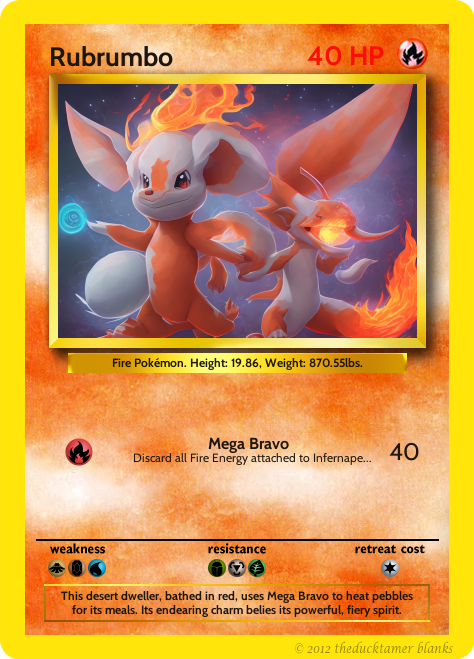 Rubrumbo 40 HP
Fire Pokémon. Height: 19.86, Weight: 870.55lbs.
Mega Bravo
Discard all Fire Energy attached to Infernape... 40
weakness resistance retreat cost
This desert dweller, bathed in red, uses Mega Bravo to heat pebbles
for its meals. Its endearing charm belies its powerful, fiery spirit.
© 2012 theducktamer blanks